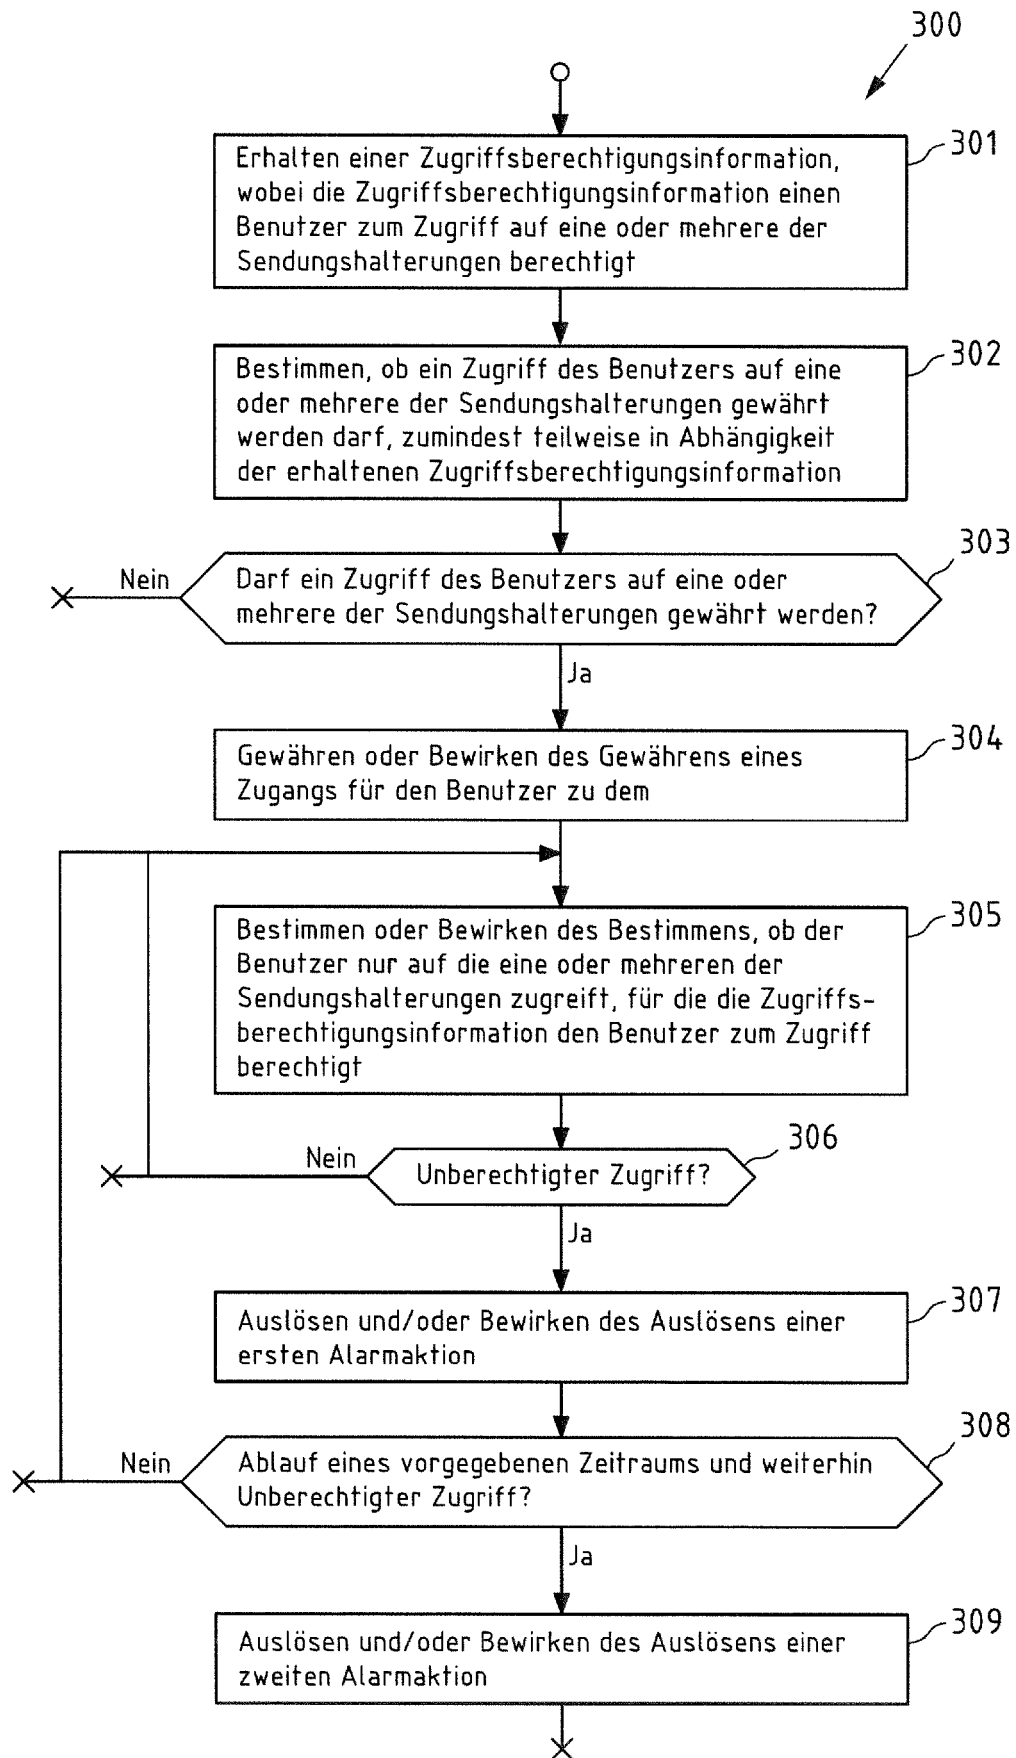 300
301
Erhalten einer Zugriffsberechtigungsinformation,
wobei die Zugriffsberechtigungsinformation einen
Benutzer zum Zugriff auf eine oder mehrere der
Sendungshalterungen berechtigt
302
Bestimmen, ob ein Zugriff des Benutzers auf eine
oder mehrere der Sendungshalterungen gewährt
werden darf, zumindest teilweise in Abhängigkeit
der erhaltenen Zugriffsberechtigungsinformation
303
Nein
Darf ein Zugriff des Benutzers auf eine oder
mehrere der Sendungshalterungen gewährt werden?
Ja
304
Gewähren oder Bewirken des Gewährens eines
Zugangs für den Benutzer zu dem
305
Bestimmen oder Bewirken des Bestimmens, ob der
Benutzer nur auf die eine oder mehreren der
Sendungshalterungen zugreift, für die die Zugriffs-
berechtigungsinformation den Benutzer zum Zugriff
berechtigt
306
Nein
Unberechtigter Zugriff?
Ja
307
Auslösen und/oder Bewirken des Auslösens einer
ersten Alarmaktion
308
Nein
Ablauf eines vorgegebenen Zeitraums und weiterhin
Unberechtigter Zugriff?
Ja
309
Auslösen und/oder Bewirken des Auslösens einer
zweiten Alarmaktion